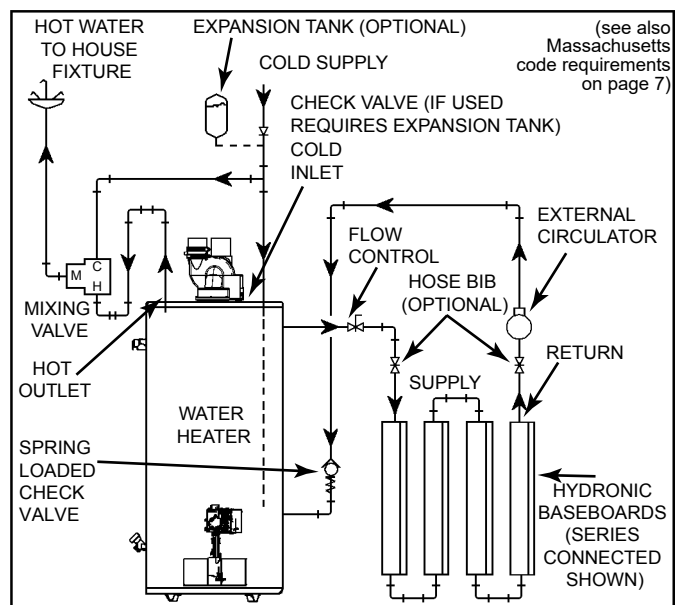 HOT WATER
TO HOUSE
FIXTURE
EXPANSION TANK (OPTIONAL)
(see also
Massachusetts
code requirements
on page 7)
COLD SUPPLY
CHECK VALVE (IF USED
REQUIRES EXPANSION TANK)
COLD
INLET
FLOW
CONTROL
EXTERNAL
CIRCULATOR
HOSE BIB
(OPTIONAL)
M
C
H
MIXING
VALVE
HOT
OUTLET
RETURN
SUPPLY
WATER
HEATER
SPRING
LOADED
CHECK
VALVE
HYDRONIC
BASEBOARDS
(SERIES
CONNECTED
SHOWN)